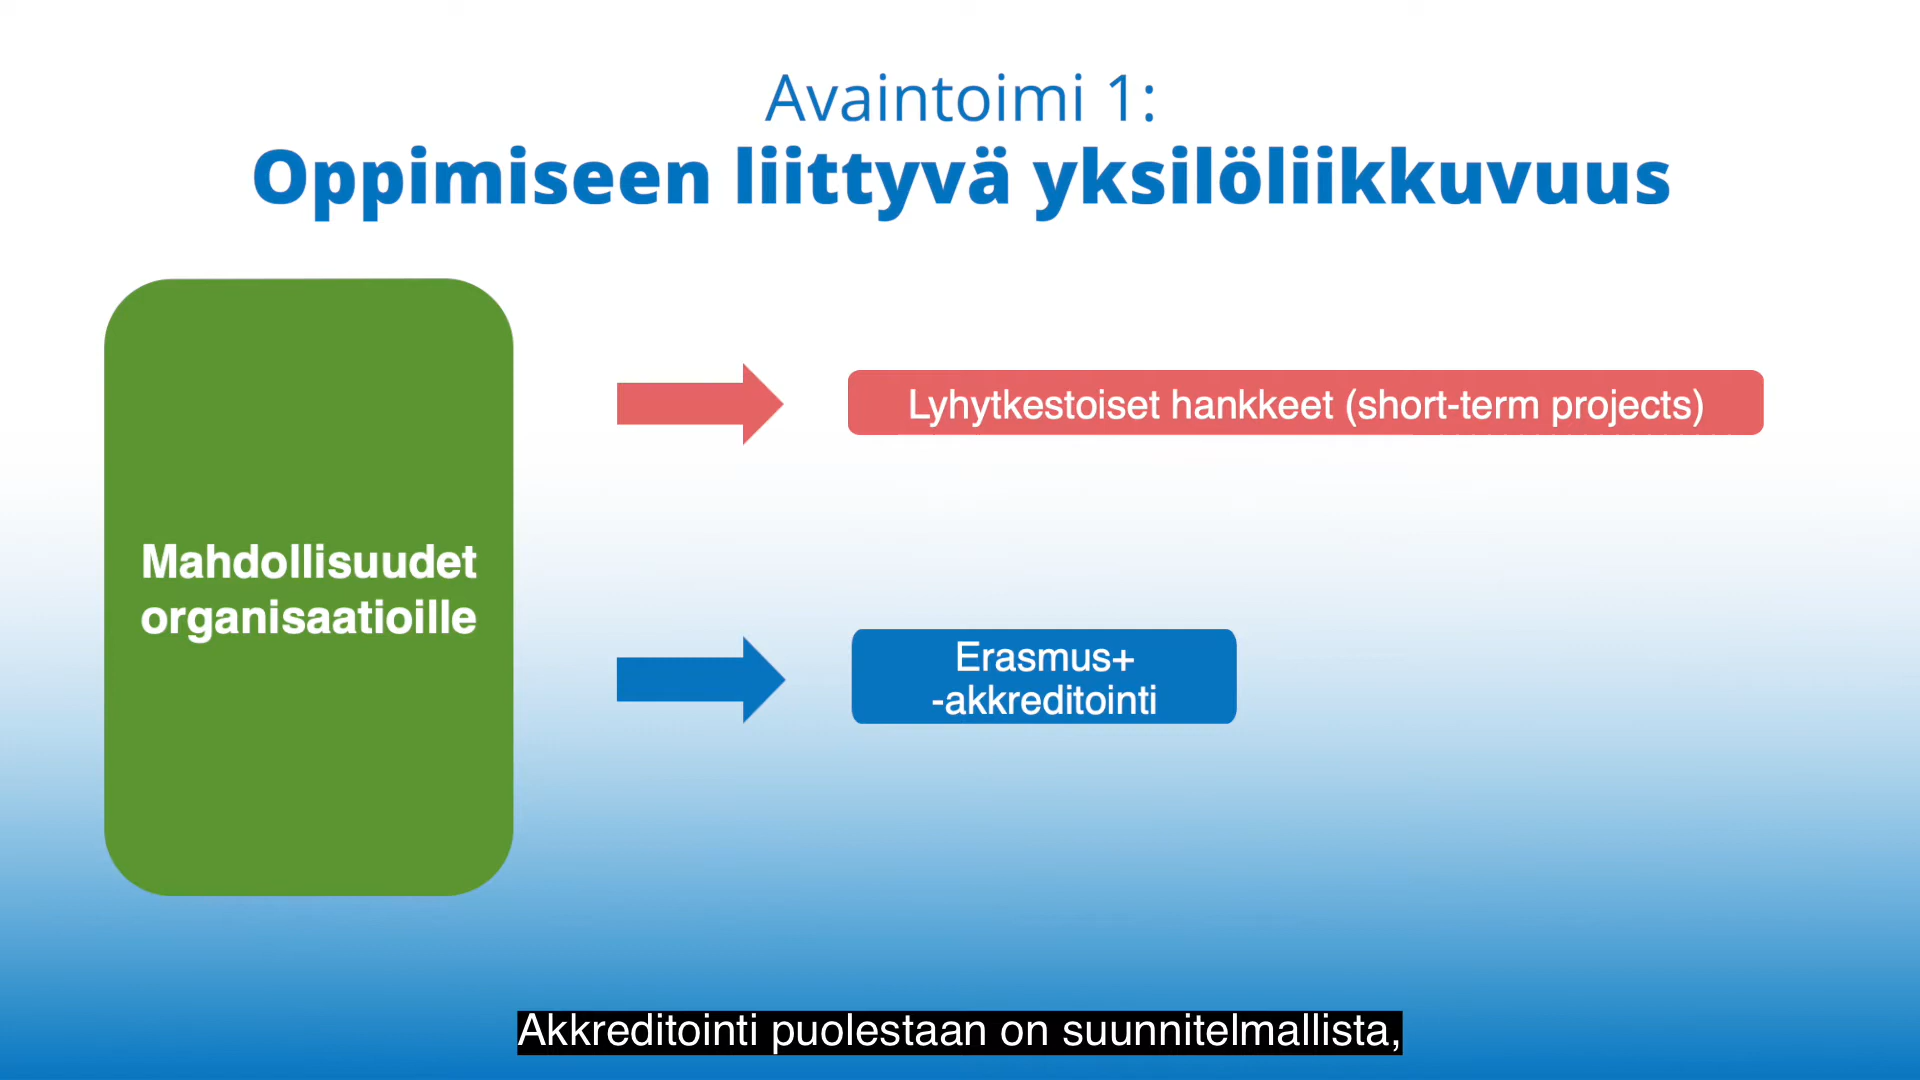 Avaintoimi 1:
Oppimiseen liittyvä yksilöliikkuvuus
Mahdollisuudet
organisaatioille
Lyhytkestoiset hankkeet (short-term projects)
Erasmus+
-akkreditointi
Akkreditointi puolestaan on suunnitelmallista,